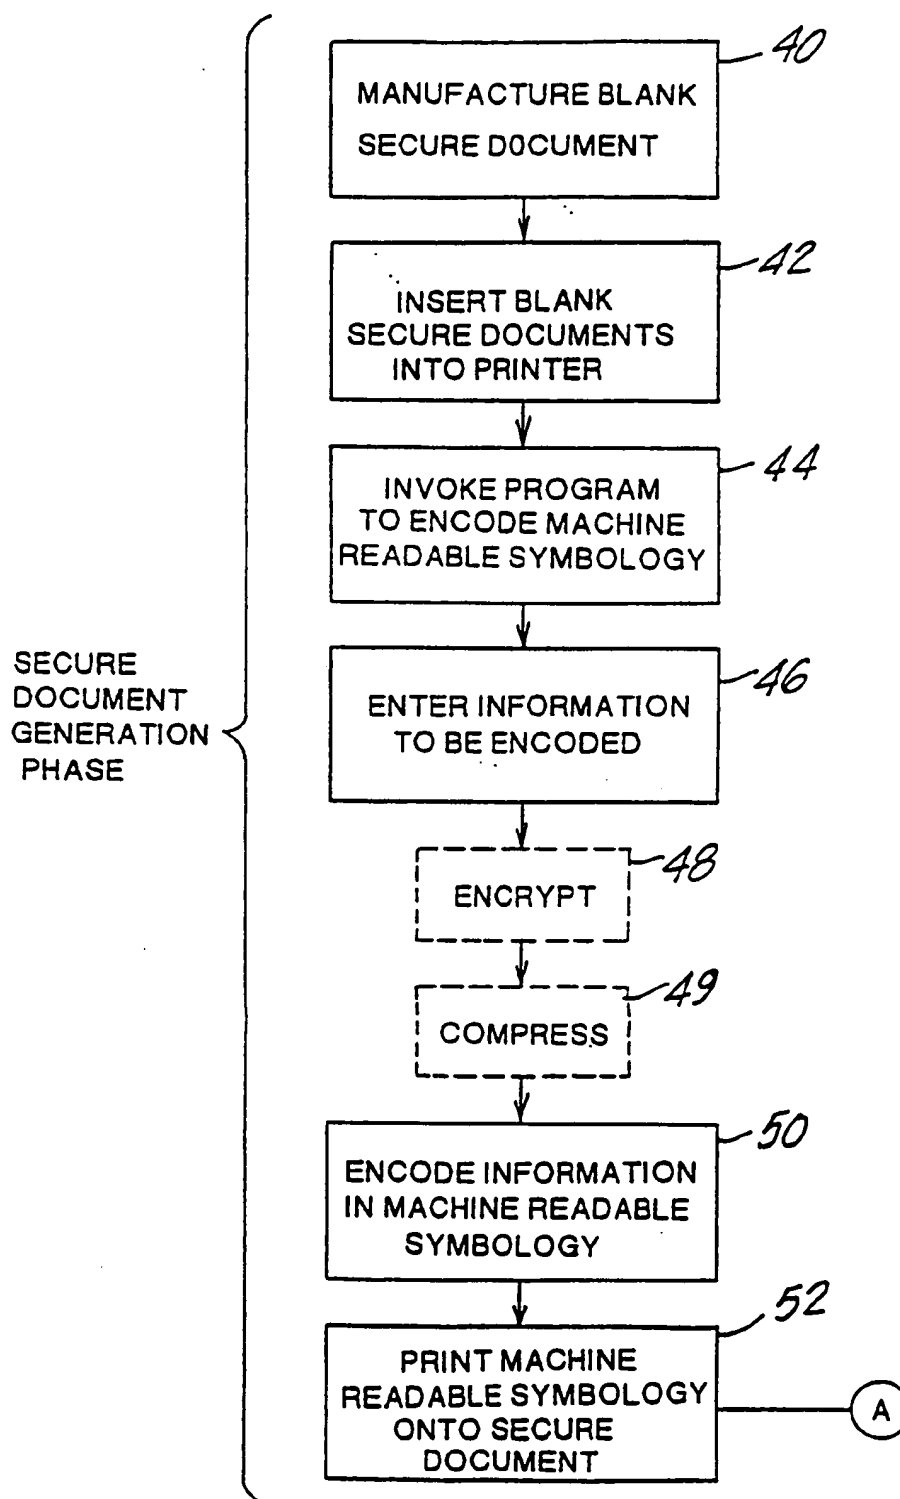 40
MANUFACTURE BLANK
SECURE DOCUMENT
42
INSERT BLANK
SECURE DOCUMENTS
INTO PRINTER
44
INVOKE PROGRAM
TO ENCODE MACHINE
READABLE SYMBOLOGY
SECURE
DOCUMENT
GENERATION
PHASE
46
ENTER INFORMATION
TO BE ENCODED
48
ENCRYPT
49
COMPRESS
50
ENCODE INFORMATION
IN MACHINE READABLE
SYMBOLOGY
52
PRINT MACHINE
READABLE SYMBOLOGY
ONTO SECURE
DOCUMENT
A